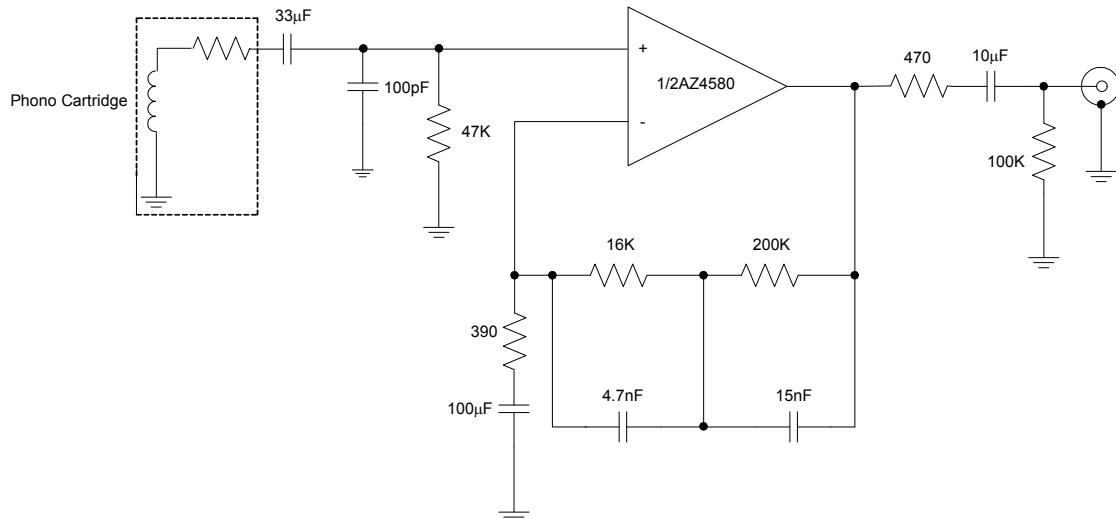 33μF
Phono Cartridge
100pF
47K
+
1/2AZ4580
-
470
10μF
100K
16K
200K
390
100μF
4.7nF
15nF